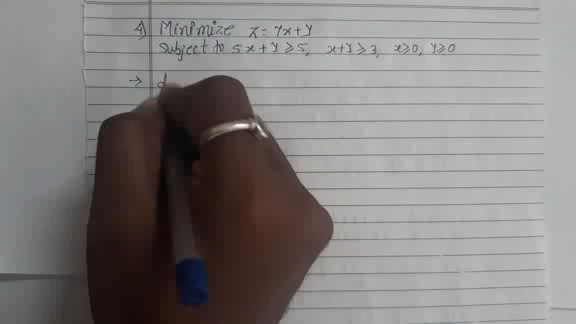 4) Minimize z = 7x+y
Subject to 5x+y ≥ 5, x+y ≥ 3, x ≥ 0, y ≥ 0
→